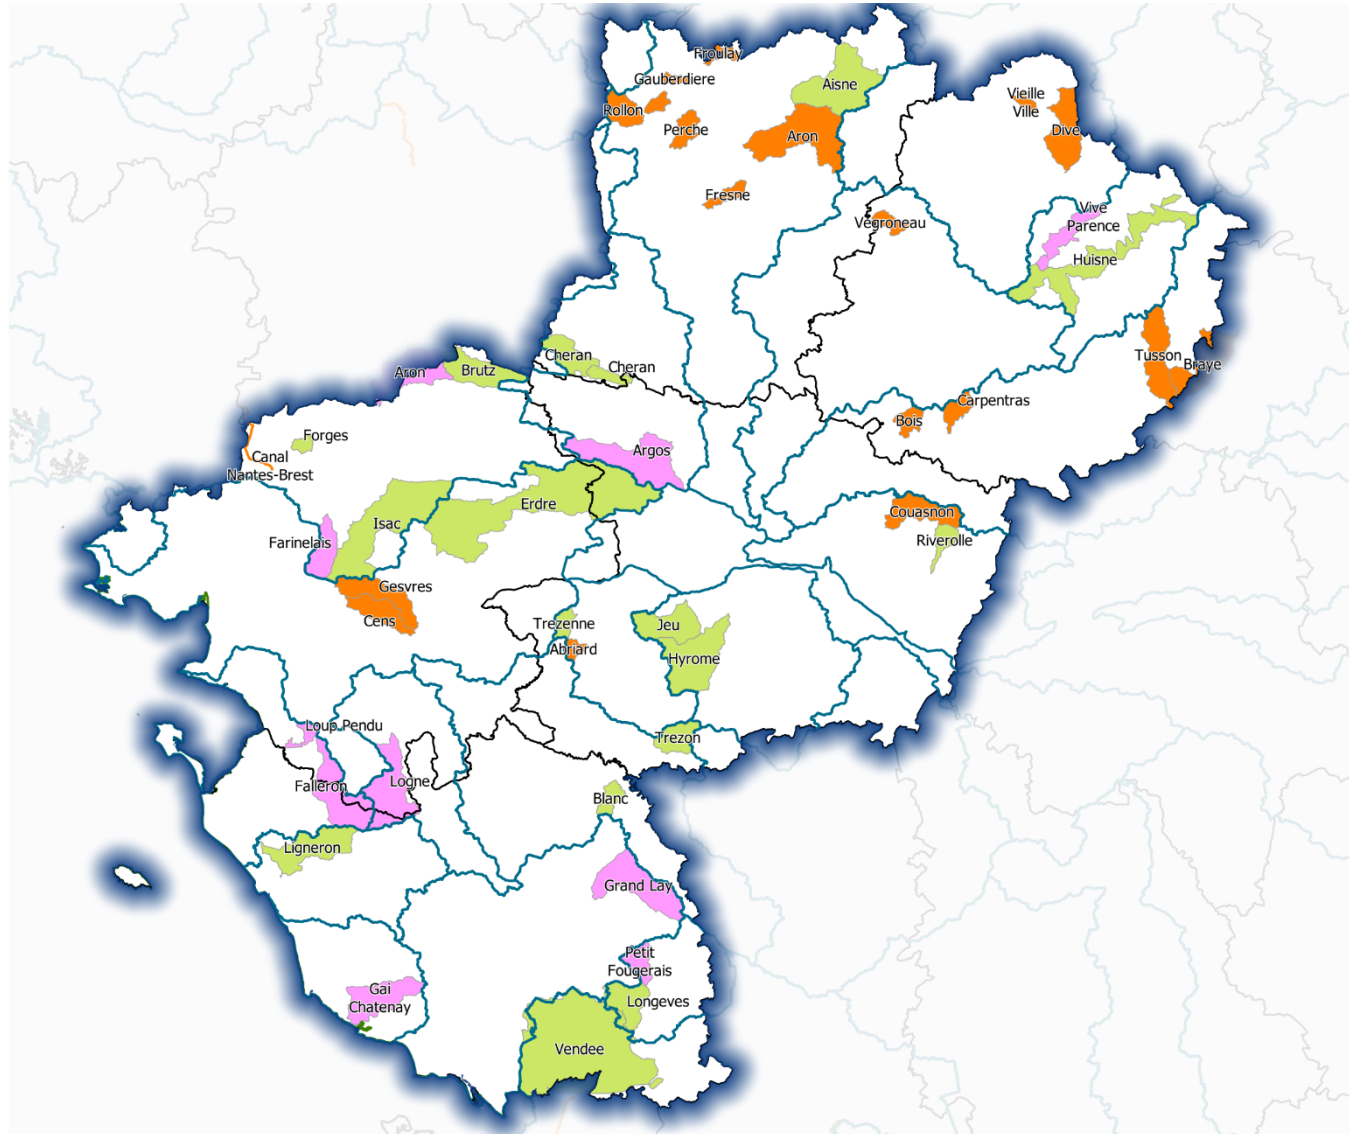 Froulay
Gauberdiere
Aisne
Vieille
Ville
Rollon
Perche
Aron
Dive
Fresne
Vegroneau
Vive
Parence
Huisne
Cheran
Cheran
Aron
Brutz
Tusson
Braye
Carpentras
Bois
Forges
Canal
Nantes-Brest
Argos
Erdre
Isac
Couasnon
Farinelais
Riverolle
Gesvres
Cens
Trezenne
Jeu
Abriard
Hyrome
Loup Pendu
Trezon
Falleron
Logne
Blanc
Ligneron
Grand Lay
Petit
Fougerais
Gai
Chatenay
Longeves
Vendee